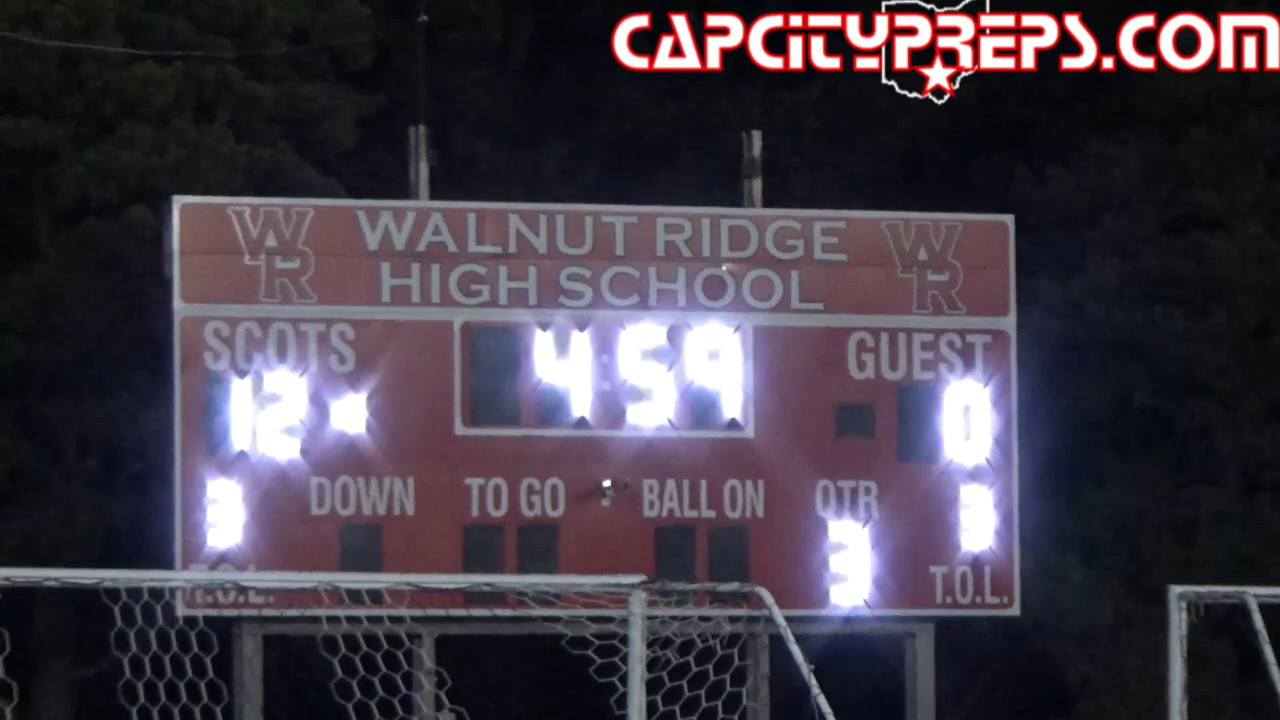 CAPCITYPREPS.COM
WR WALNUT RIDGE WR
HIGH SCHOOL
SCOTS 4:59 GUEST
12 0
DOWN TO GO BALL ON QTR
3 3 3
T.O.L. T.O.L.